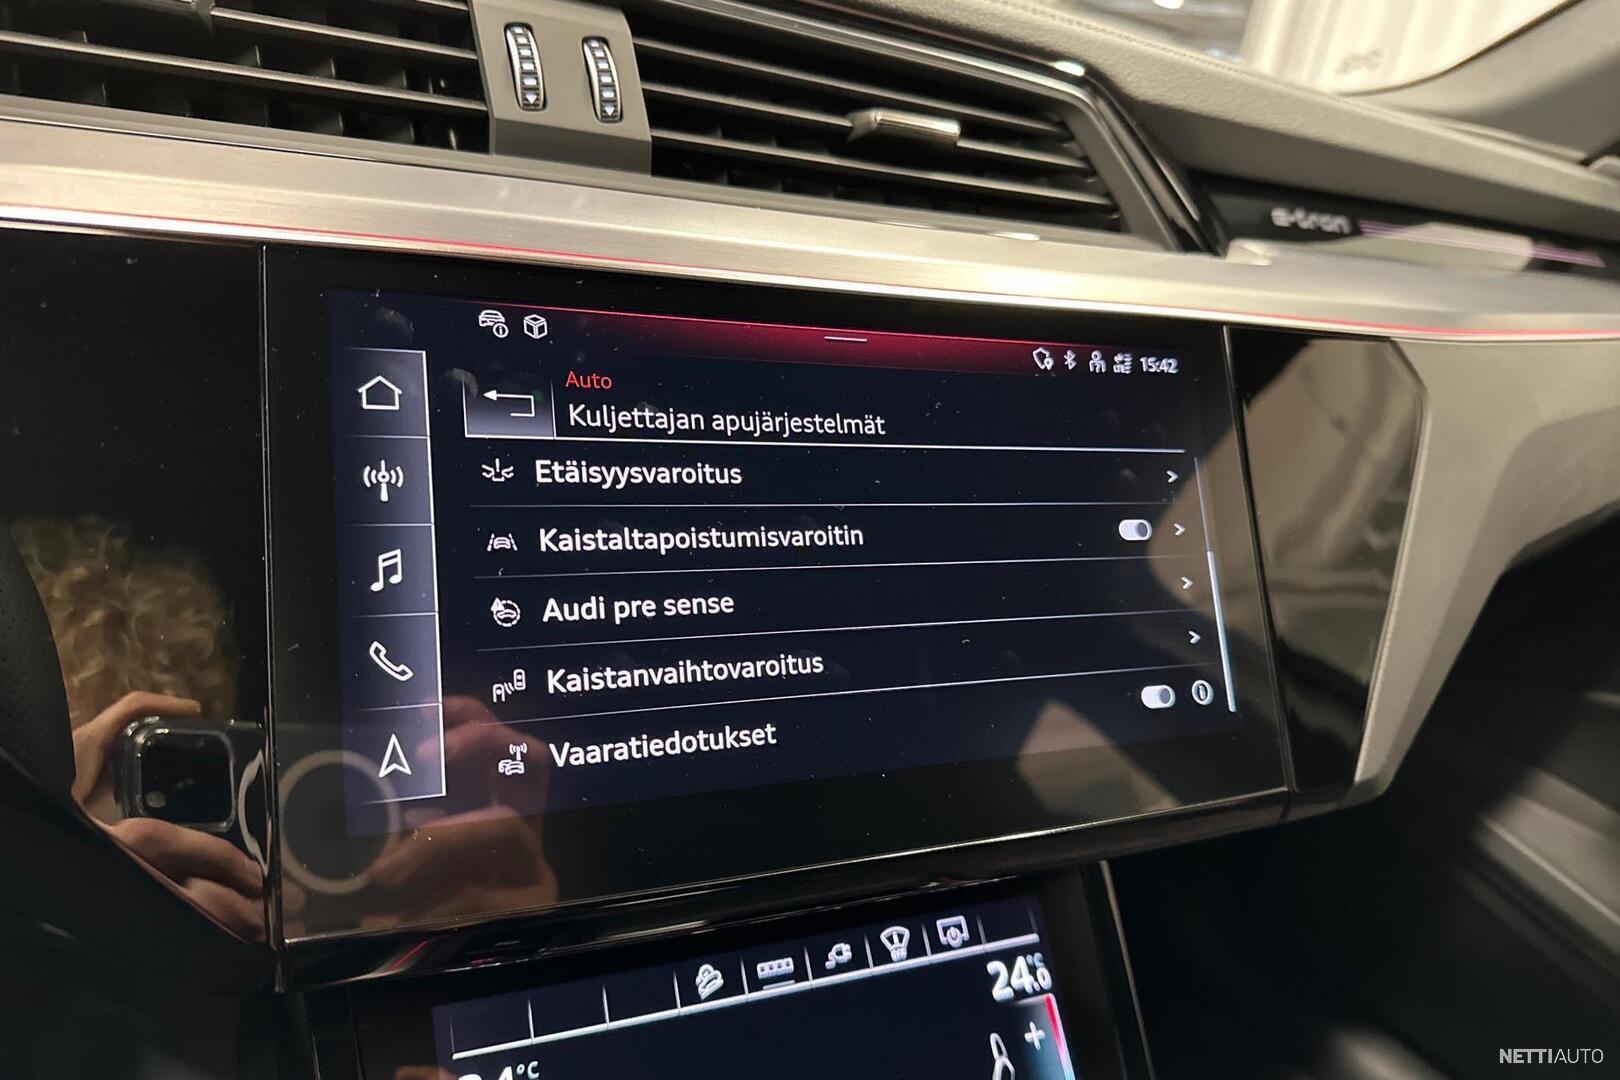 e-tron
15:42
Auto
Kuljettajan apujärjestelmät
Etäisyysvaroitus
Kaistaltapoistumisvaroitin
Audi pre sense
Kaistanvaihtovaroitus
Vaaratiedotukset
24.0°C
+
°C
NETTIAUTO